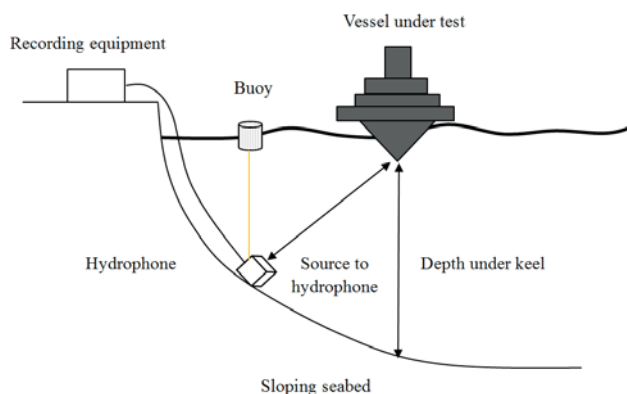 Vessel under test
Recording equipment
Buoy
Hydrophone
Source to
hydrophone
Depth under keel
Sloping seabed